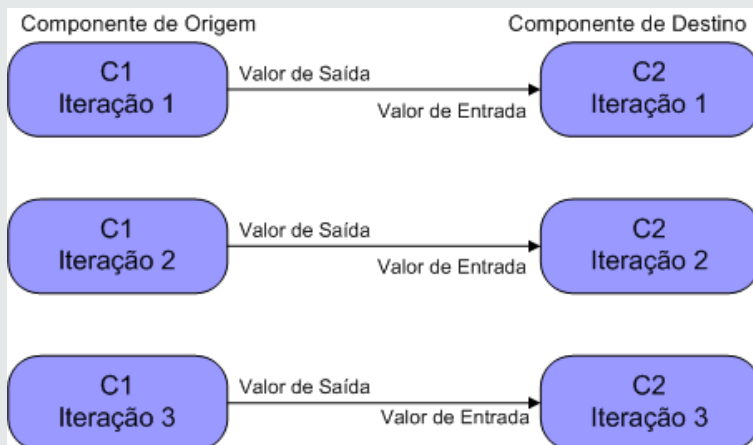 Componente de Origem
Componente de Destino
C1
Iteração 1
Valor de Saída
Valor de Entrada
C2
Iteração 1
C1
Iteração 2
Valor de Saída
Valor de Entrada
C2
Iteração 2
C1
Iteração 3
Valor de Saída
Valor de Entrada
C2
Iteração 3